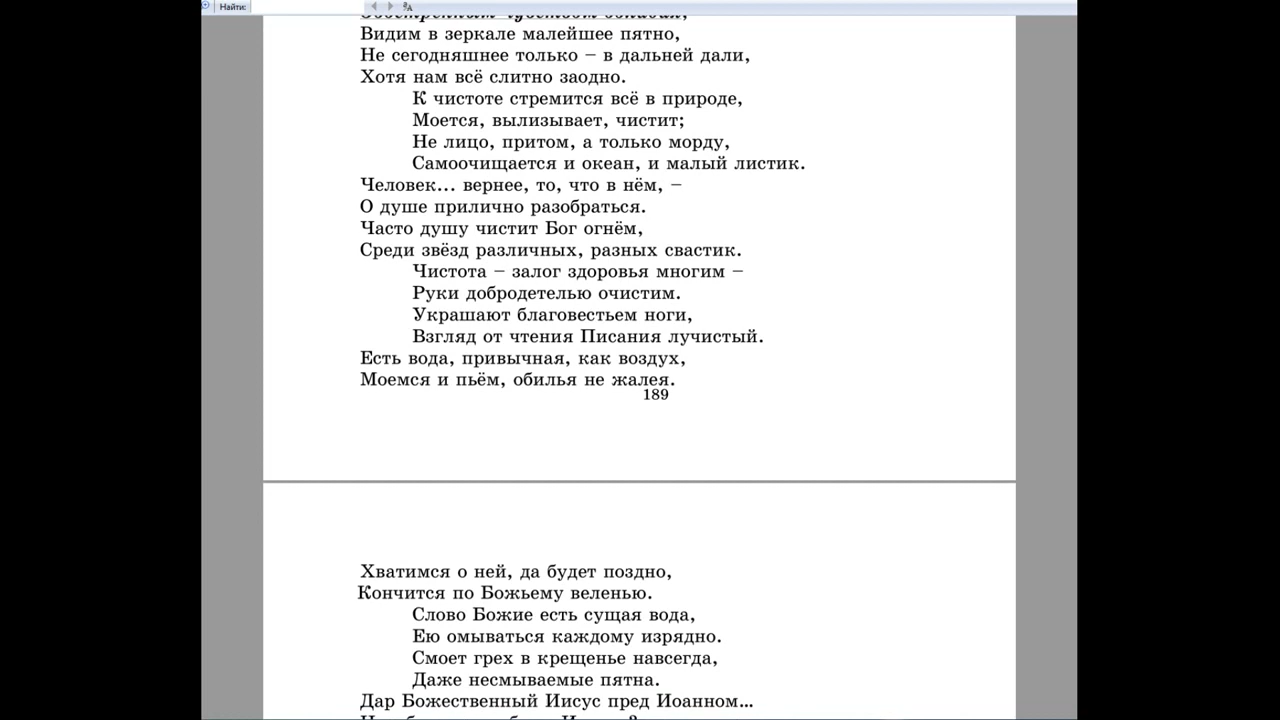 Найти:
Видим в зеркале малейшее пятно,
Не сегодняшнее только – в дальней дали,
Хотя нам всё слитно заодно.
К чистоте стремится всё в природе,
Моется, вылизывает, чистит;
Не лицо, притом, а только морду,
Самоочищается и океан, и малый листик.
Человек... вернее, то, что в нём, –
О душе прилично разобраться.
Часто душу чистит Бог огнём,
Среди звёзд различных, разных свастик.
Чистота – залог здоровья многим –
Руки добродетелью очистим.
Украшают благовестьем ноги,
Взгляд от чтения Писания лучистый.
Есть вода, привычная, как воздух,
Моемся и пьём, обилья не жалея.
189
Хватимся о ней, да будет поздно,
Кончится по Божьему веленью.
Слово Божие есть сущая вода,
Ею омываться каждому изрядно.
Смоет грех в крещенье навсегда,
Даже несмываемые пятна.
Дар Божественный Иисус пред Иоанном...